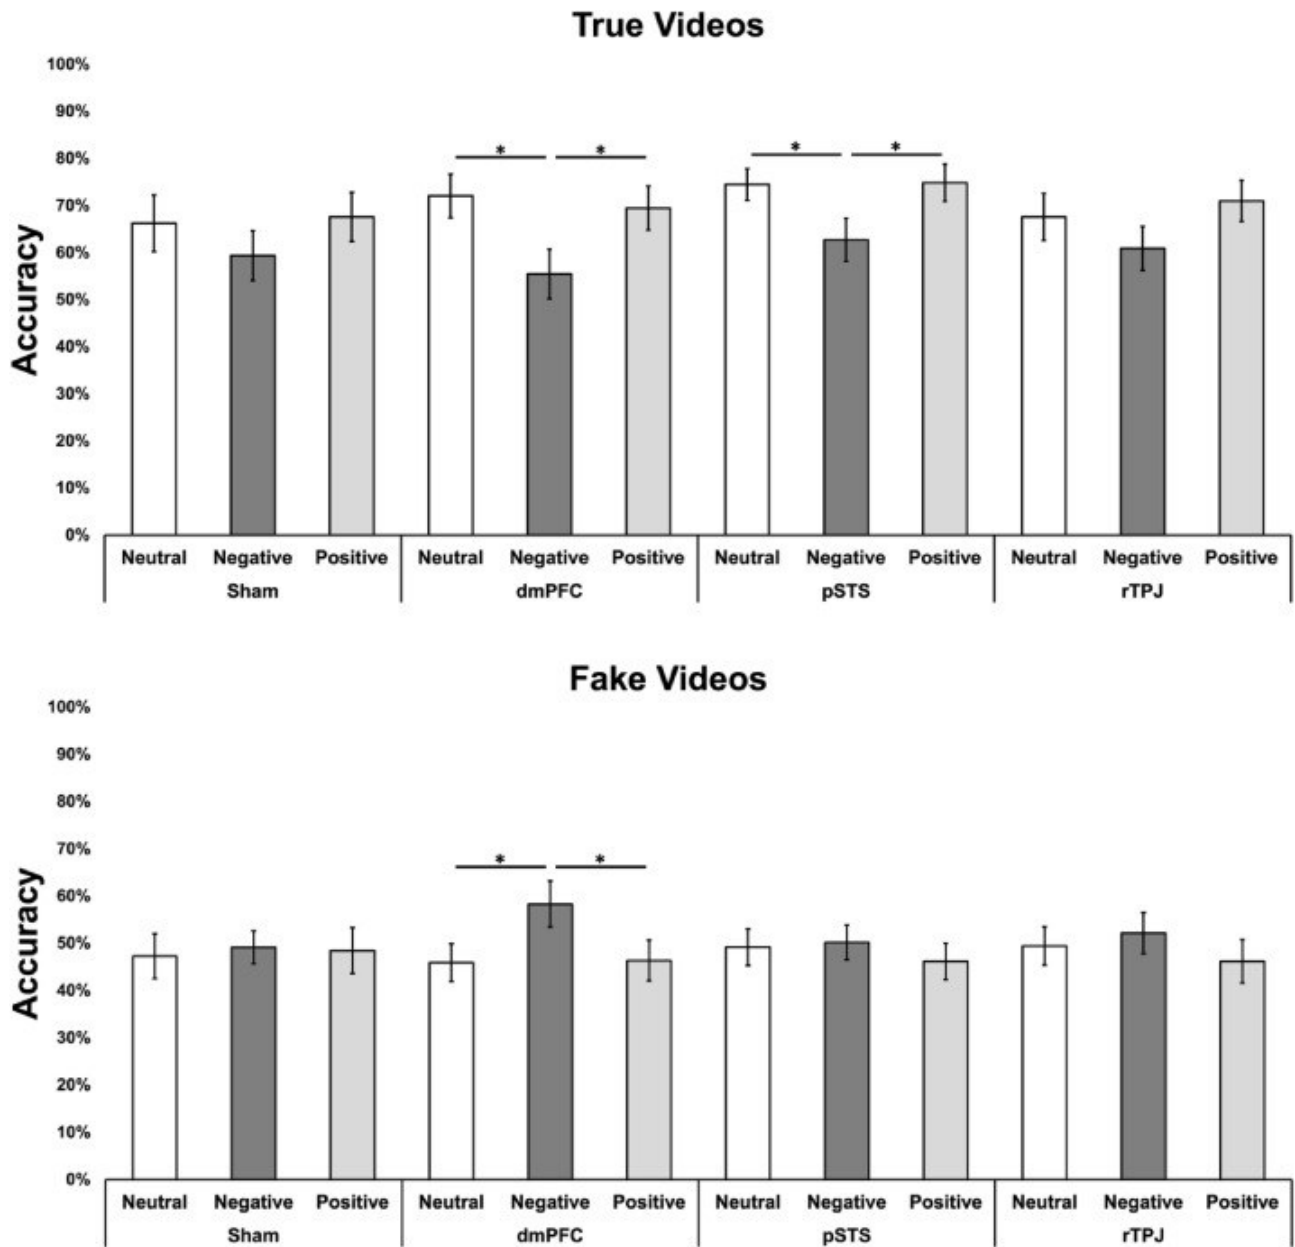 True Videos
100%
90%
* * * *
80%
70%
60%
50%
40%
30%
20%
10%
0%
Accuracy
Neutral Negative Positive Neutral Negative Positive Neutral Negative Positive Neutral Negative Positive
Sham dmPFC pSTS rTPJ
Fake Videos
100%
90%
80%
70%
* *
60%
50%
40%
30%
20%
10%
0%
Accuracy
Neutral Negative Positive Neutral Negative Positive Neutral Negative Positive Neutral Negative Positive
Sham dmPFC pSTS rTPJ